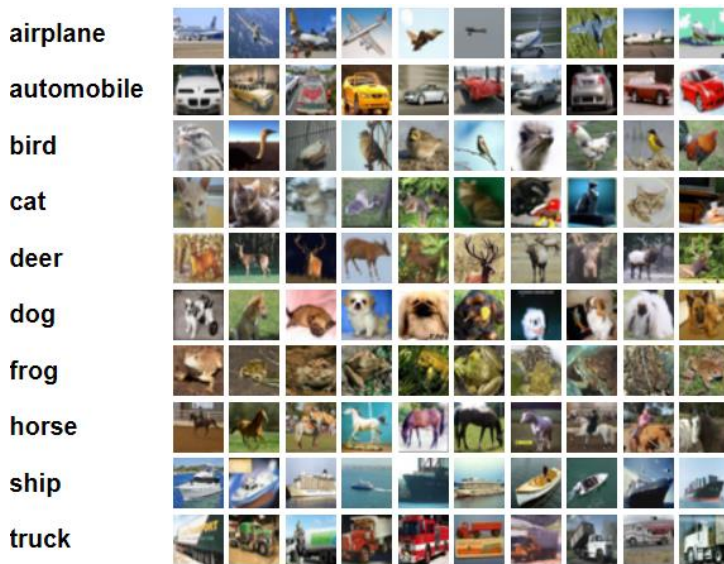 airplane
automobile
bird
cat
deer
dog
frog
horse
ship
truck